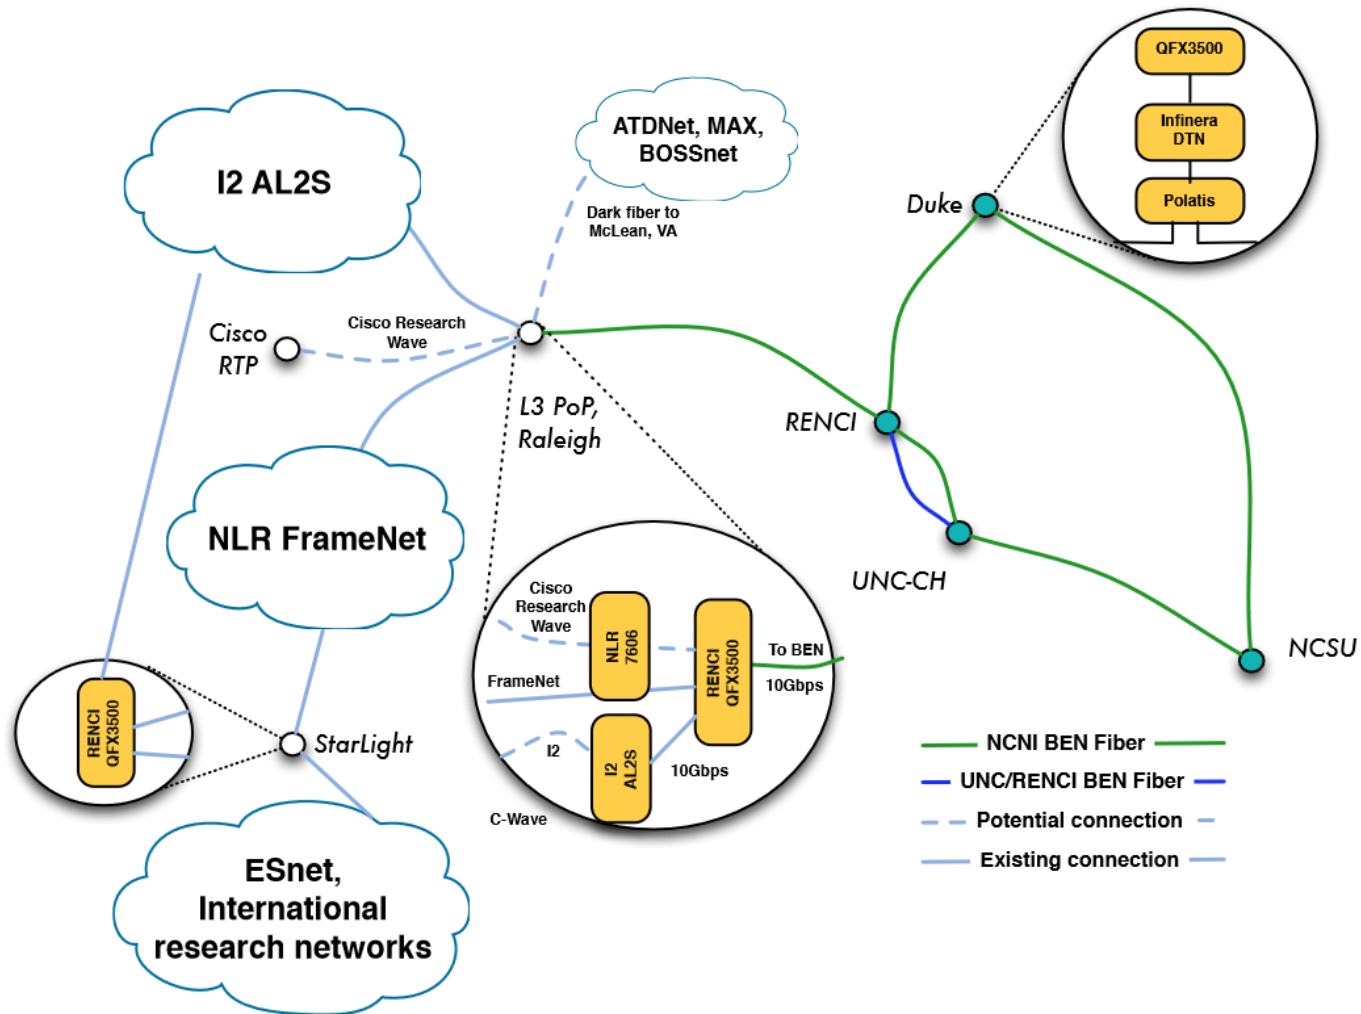 QFX3500
Infinera
DTN
Polatis
ATDNet, MAX,
BOSSnet
I2 AL2S
Duke
Dark fiber to
McLean, VA
Cisco
RTP
Cisco Research
Wave
L3 PoP,
Raleigh
RENCI
NLR FrameNet
UNC-CH
Cisco
Research
Wave
NLR
7606
RENCI
QFX3500
To BEN
10Gbps
FrameNet
I2
I2
AL2S
10Gbps
C-Wave
NCSU
RENCI
QFX3500
StarLight
NCNI BEN Fiber
UNC/RENCI BEN Fiber
Potential connection
Existing connection
ESnet,
International
research networks